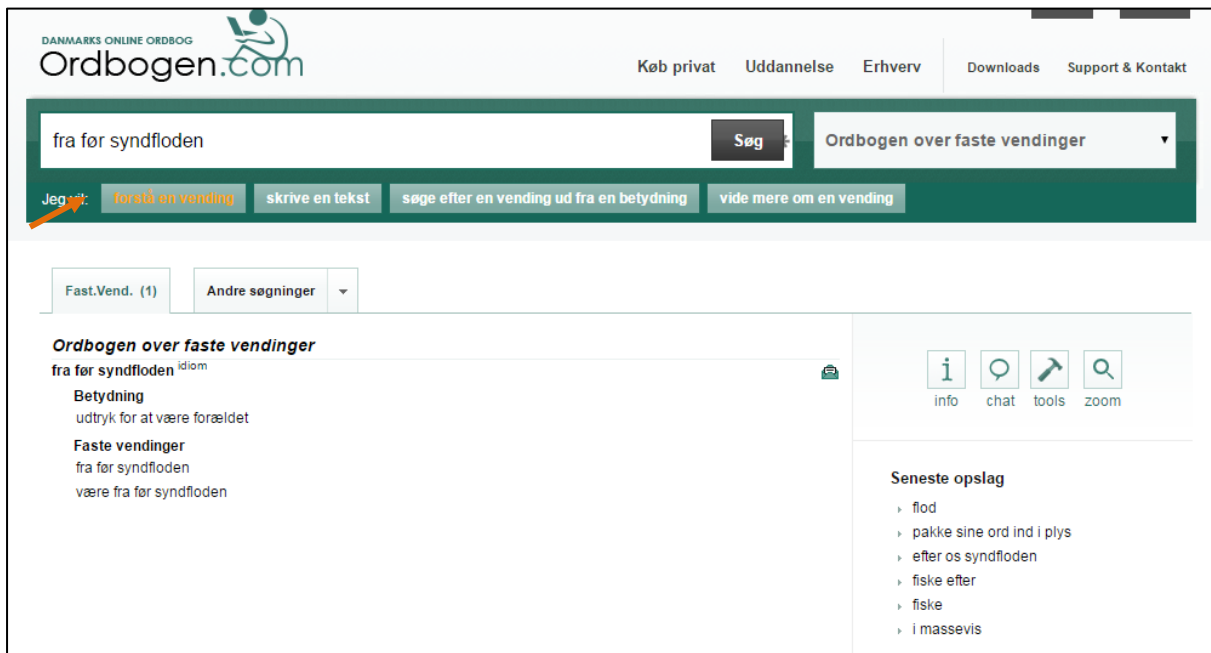 DANMARKS ONLINE ORDBOG
Ordbogen.com
Køb privat Uddannelse Erhverv Downloads Support & Kontakt
fra før syndfloden Søg Ordbogen over faste vendinger
Jeg vil: forstå en vending skrive en tekst søge efter en vending ud fra en betydning vide mere om en vending
Fast.Vend. (1) Andre søgninger
Ordbogen over faste vendinger
fra før syndfloden idiom
Betydning
udtryk for at være forældet
Faste vendinger
fra før syndfloden
være fra før syndfloden
info chat tools zoom
Seneste opslag
flod
pakke sine ord ind i plys
efter os syndfloden
fiske efter
fiske
i massevis